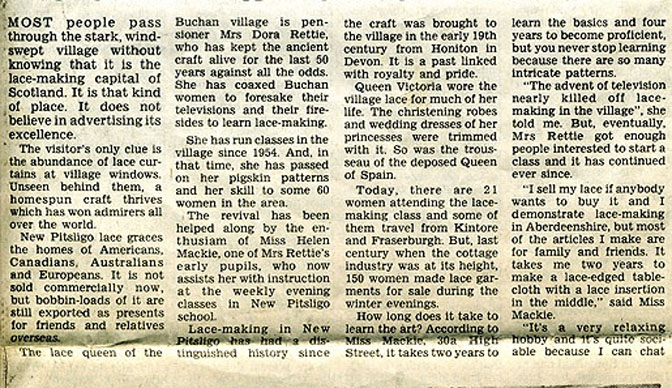 MOST people pass
through the stark, wind-
swept village without
knowing that it is the
lace-making capital of
Scotland. It is that kind
of place. It does not
believe in advertising its
excellence.
The visitor's only clue is
the abundance of lace cur-
tains at village windows.
Unseen behind them, a
homespun craft thrives
which has won admirers all
over the world.
New Pitsligo lace graces
the homes of Americans,
Canadians, Australians
and Europeans. It is not
sold commercially now,
but bobbin-loads of it are
still exported as presents
for friends and relatives
overseas.
The lace queen of the
Buchan village is pen-
sioner Mrs Dora Rettie,
who has kept the ancient
craft alive for the last 50
years against all the odds.
She has coaxed Buchan
women to foresake their
televisions and their fire-
sides to learn lace-making.
She has run classes in the
village since 1954. And, in
that time, she has passed
on her pigskin patterns
and her skill to some 60
women in the area.
The revival has been
helped along by the en-
thusiam of Miss Helen
Mackie, one of Mrs Rettie's
early pupils, who now
assists her with instruction
at the weekly evening
classes in New Pitsligo
school.
Lace-making in New
Pitsligo has had a dis-
tinguished history since
the craft was brought to
the village in the early 19th
century from Honiton in
Devon. It is a past linked
with royalty and pride.
Queen Victoria wore the
village lace for much of her
life. The christening robes
and wedding dresses of her
princesses were trimmed
with it. So was the trous-
seau of the deposed Queen
of Spain.
Today, there are 21
women attending the lace-
making class and some of
them travel from Kintore
and Fraserburgh. But, last
century when the cottage
industry was at its height,
150 women made lace gar-
ments for sale during the
winter evenings.
How long does it take to
learn the art? According to
Miss Mackie, 30a High
Street, it takes two years to
learn the basics and four
years to become proficient,
but you never stop learning
because there are so many
intricate patterns.
"The advent of television
nearly killed off lace-
making in the village", she
told me. But, eventually,
Mrs Rettie got enough
people interested to start a
class and it has continued
ever since.
"I sell my lace if anybody
wants to buy it and I
demonstrate lace-making
in Aberdeenshire, but most
of the articles I make are
for family and friends. It
takes me two years to
make a lace-edged table-
cloth with a lace insertion
in the middle," said Miss
Mackie.
"It's a very relaxing
hobby and it's quite soci-
able because I can chat